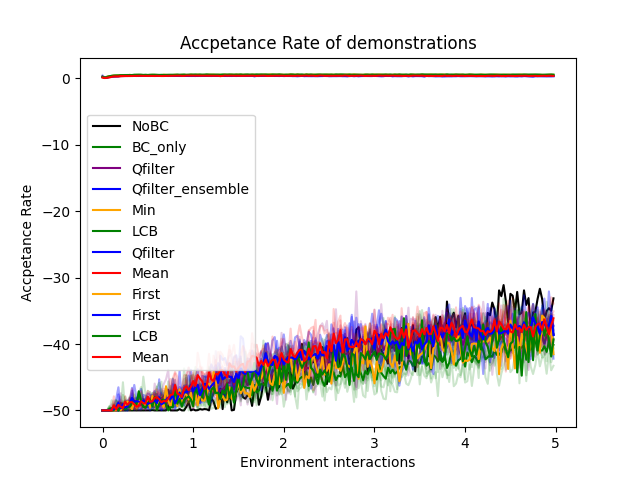 Accpetance Rate of demonstrations
Accpetance Rate
0
−10
−20
−30
−40
−50
NoBC
BC_only
Qfilter
Qfilter_ensemble
Min
LCB
Qfilter
Mean
First
First
LCB
Mean
0 1 2 3 4 5
Environment interactions